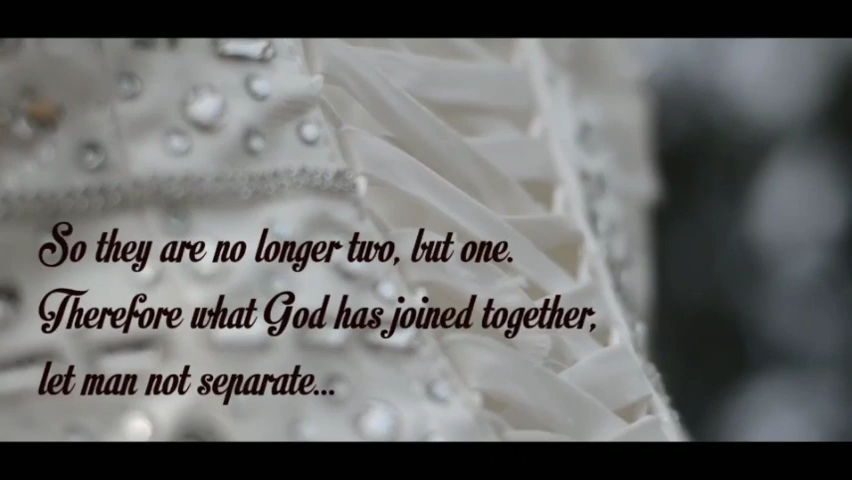 So they are no longer two, but one.
Therefore what God has joined together,
let man not separate...